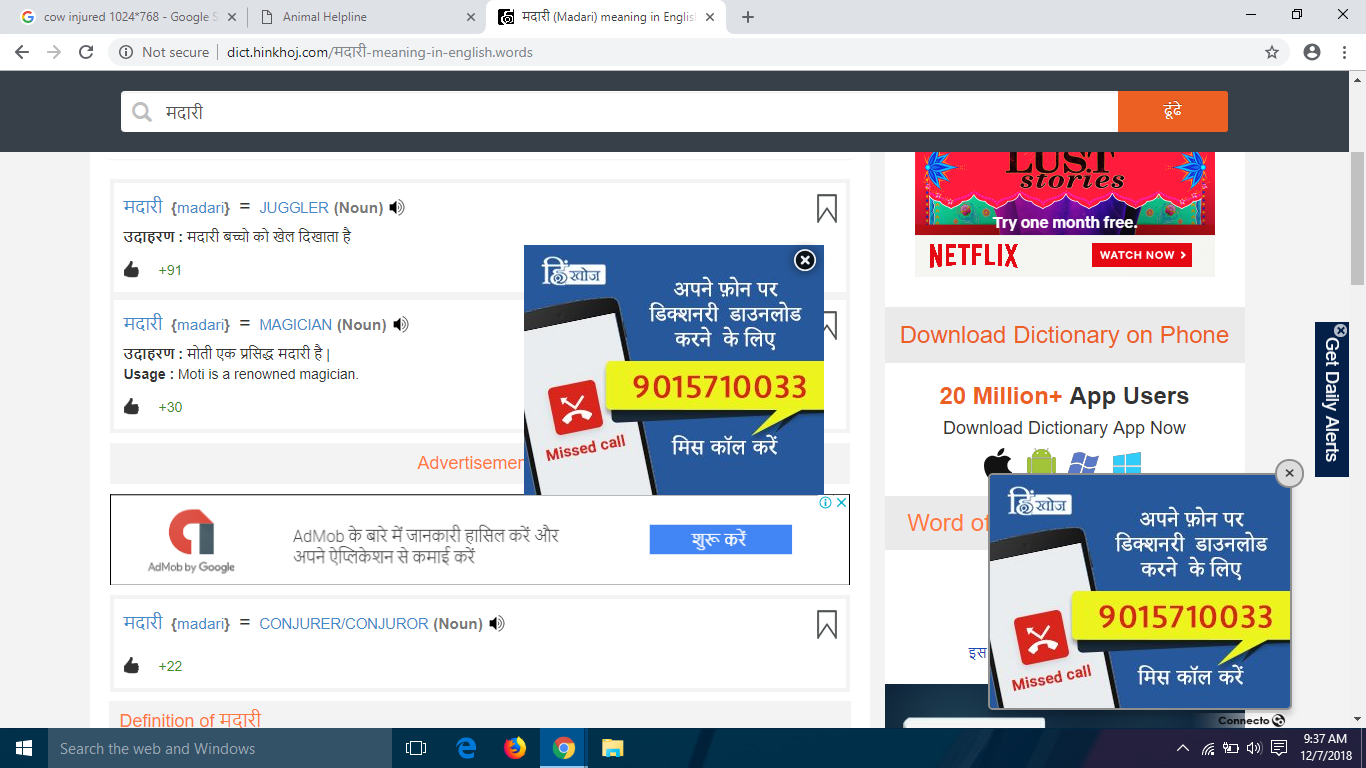 cow injured 1024*768 - Google S
Animal Helpline
मदारी (Madari) meaning in English
Not secure | dict.hinkhoj.com/मदारी-meaning-in-english.words
मदारी
ढूंढे
मदारी {madari} = JUGGLER (Noun)
उदाहरण : मदारी बच्चो को खेल दिखाता है
+91
मदारी {madari} = MAGICIAN (Noun)
उदाहरण : मोती एक प्रसिद्ध मदारी है |
Usage : Moti is a renowned magician.
+30
हिंखोज
अपने फ़ोन पर
डिक्शनरी डाउनलोड
करने के लिए
9015710033
Missed call
मिस कॉल करें
Advertisemen
AdMob by Google
AdMob के बारे में जानकारी हासिल करें और
अपने ऐप्लिकेशन से कमाई करें
शुरू करें
मदारी {madari} = CONJURER/CONJUROR (Noun)
+22
Definition of मदारी
LUST
stories
Try one month free.
NETFLIX
WATCH NOW
Download Dictionary on Phone
20 Million+ App Users
Download Dictionary App Now
Word of
इस
Get Daily Alerts
हिंखोज
अपने फ़ोन पर
डिक्शनरी डाउनलोड
करने के लिए
9015710033
Missed call
मिस कॉल करें
Connecto
Search the web and Windows
9:37 AM
12/7/2018